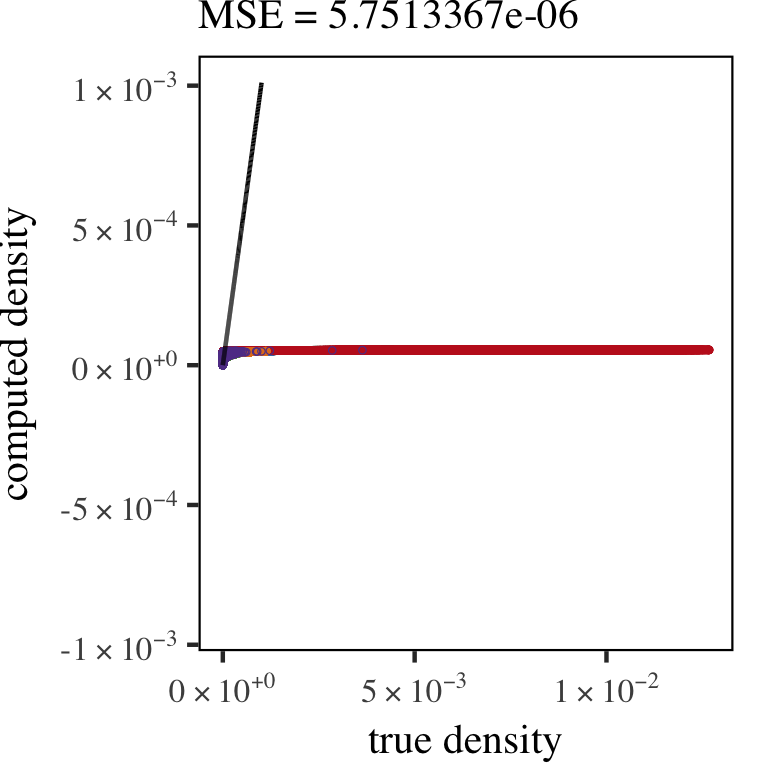 MSE = 5.7513367e-06
computed density
1 × 10⁻³
5 × 10⁻⁴
0 × 10⁺⁰
-5 × 10⁻⁴
-1 × 10⁻³
0 × 10⁺⁰ 5 × 10⁻³ 1 × 10⁻²
true density